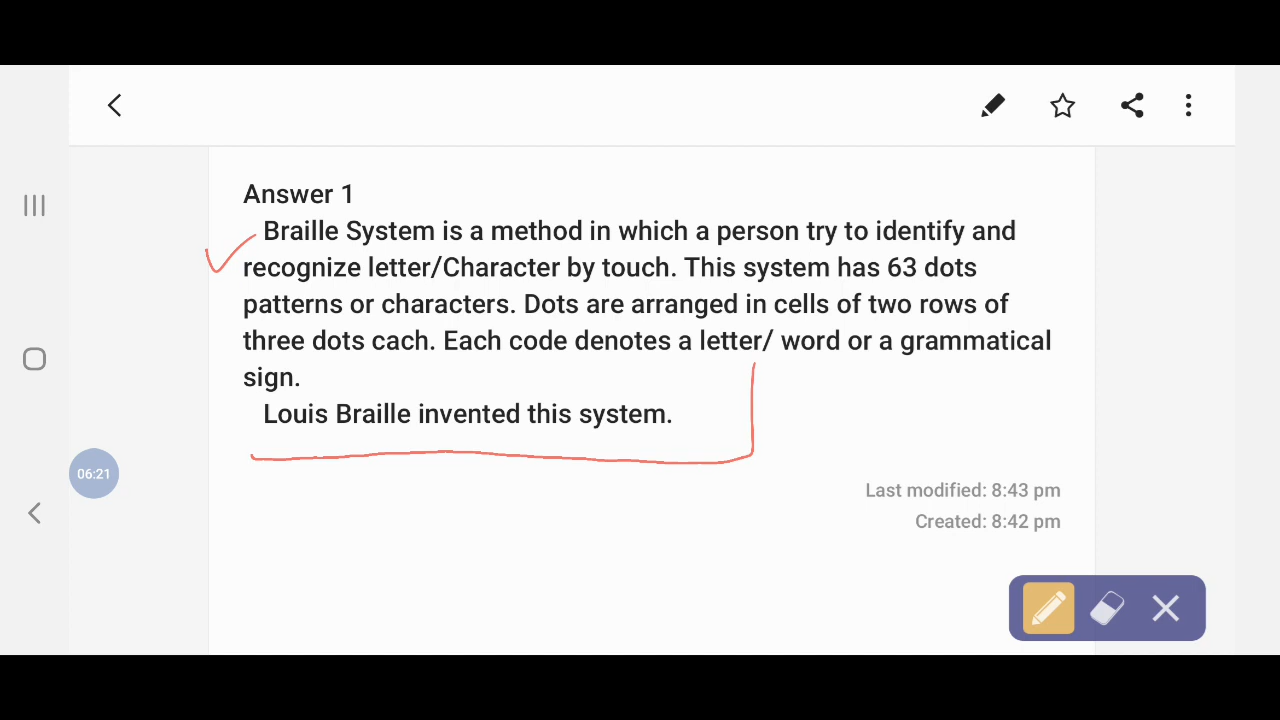 Answer 1
Braille System is a method in which a person try to identify and
recognize letter/Character by touch. This system has 63 dots
patterns or characters. Dots are arranged in cells of two rows of
three dots cach. Each code denotes a letter/ word or a grammatical
sign.
Louis Braille invented this system.
06:21
Last modified: 8:43 pm
Created: 8:42 pm